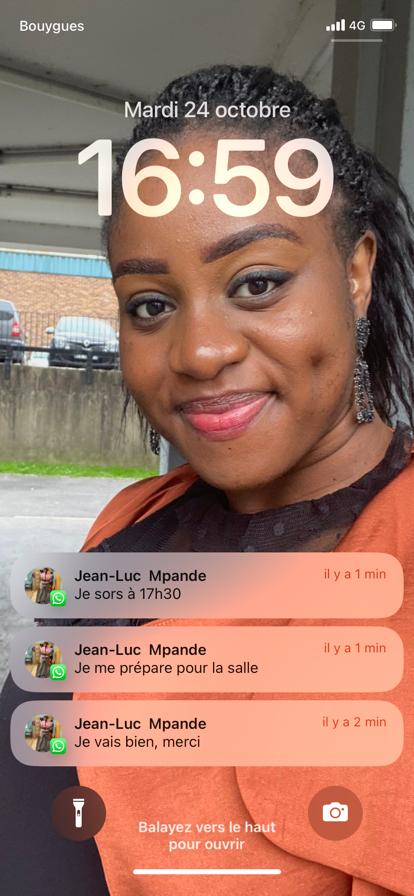 Bouygues 4G
Mardi 24 octobre
16:59
Jean-Luc Mpande il y a 1 min
Je sors à 17h30
Jean-Luc Mpande il y a 1 min
Je me prépare pour la salle
Jean-Luc Mpande il y a 2 min
Je vais bien, merci
Balayez vers le haut
pour ouvrir